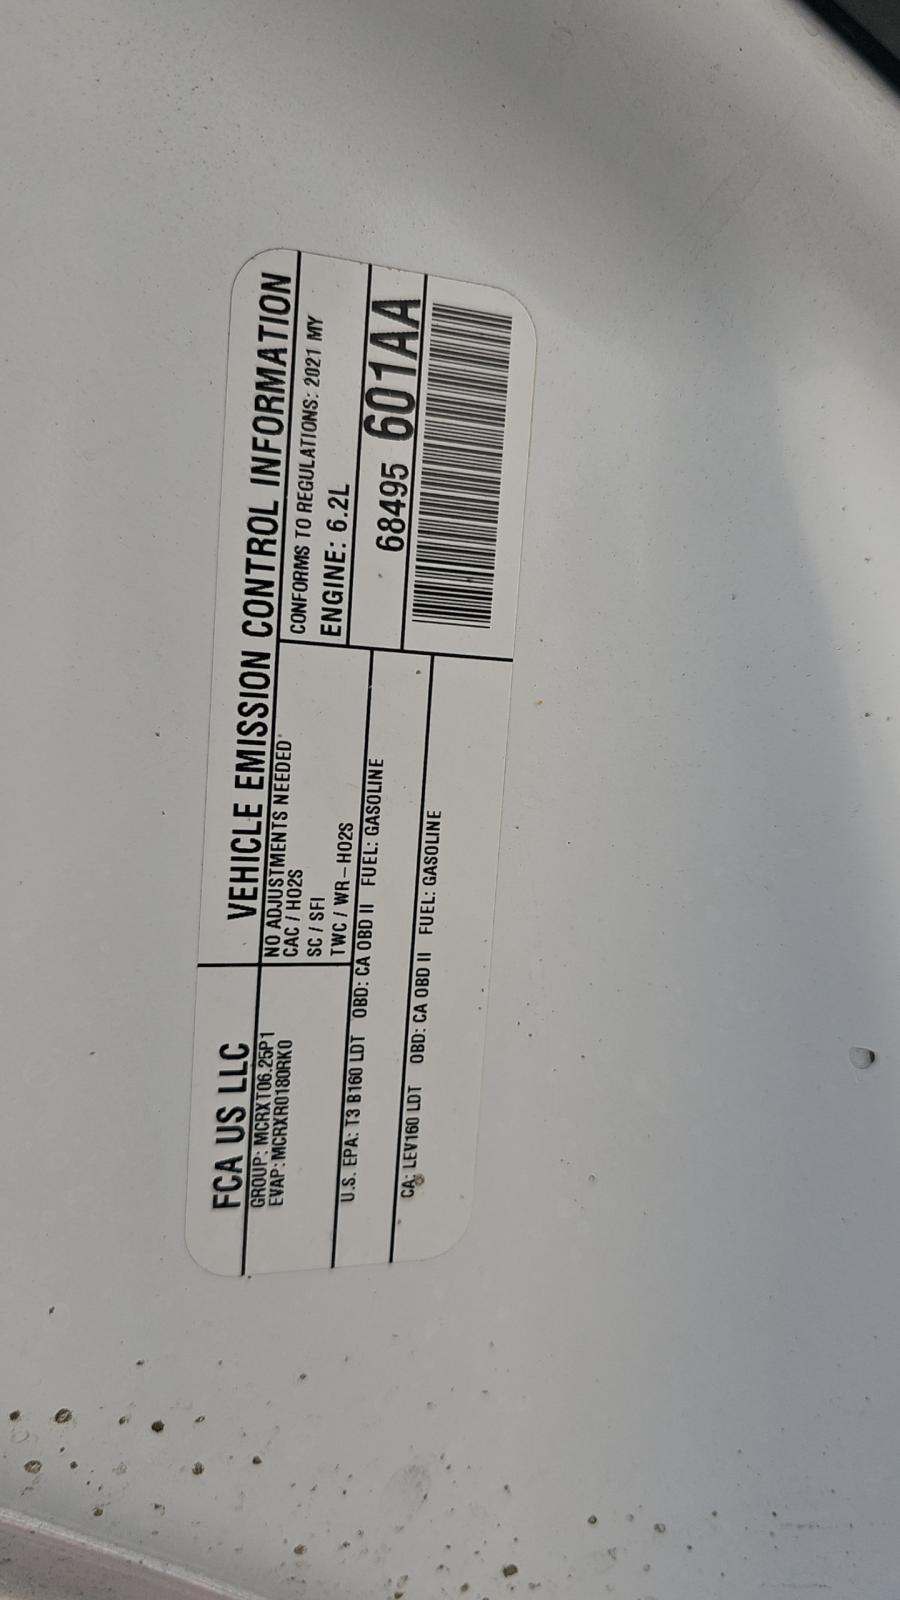 FCA US LLC
VEHICLE EMISSION CONTROL INFORMATION
GROUP: MCRXT06.25P1
EVAP: MCRXR0180RK0
NO ADJUSTMENTS NEEDED
CAC / HO2S
SC / SFI
TWC / WR-HO2S
CONFORMS TO REGULATIONS: 2021 MY
ENGINE: 6.2L
U.S. EPA: T3 B160 LDT OBD: CA OBD II FUEL: GASOLINE
CA: LEV160 LDT OBD: CA OBD II FUEL: GASOLINE
68495 601AA